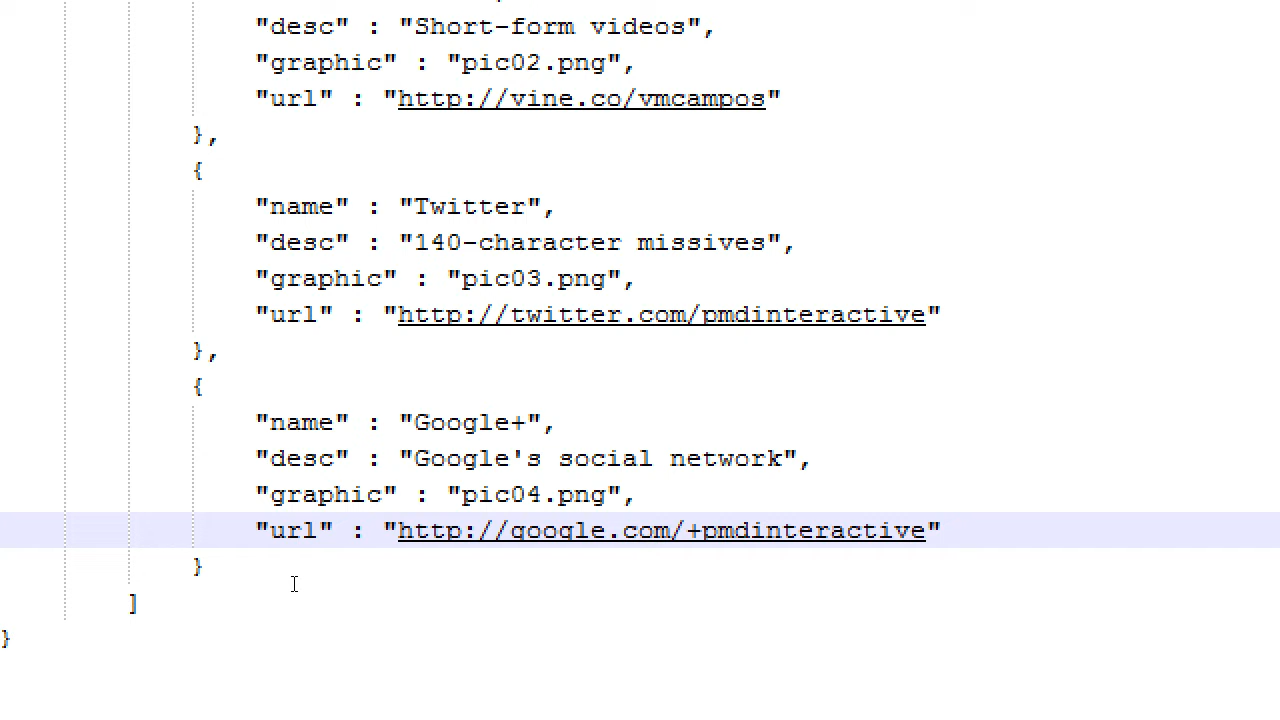 "desc" : "Short-form videos",
"graphic" : "pic02.png",
"url" : "http://vine.co/vmcampos"
},
{
"name" : "Twitter",
"desc" : "140-character missives",
"graphic" : "pic03.png",
"url" : "http://twitter.com/pmdinteractive"
},
{
"name" : "Google+",
"desc" : "Google's social network",
"graphic" : "pic04.png",
"url" : "http://google.com/+pmdinteractive"
}
]
}